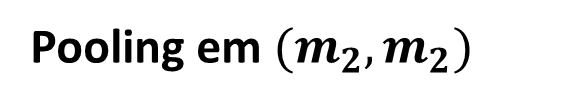 Pooling em (m₂, m₂)